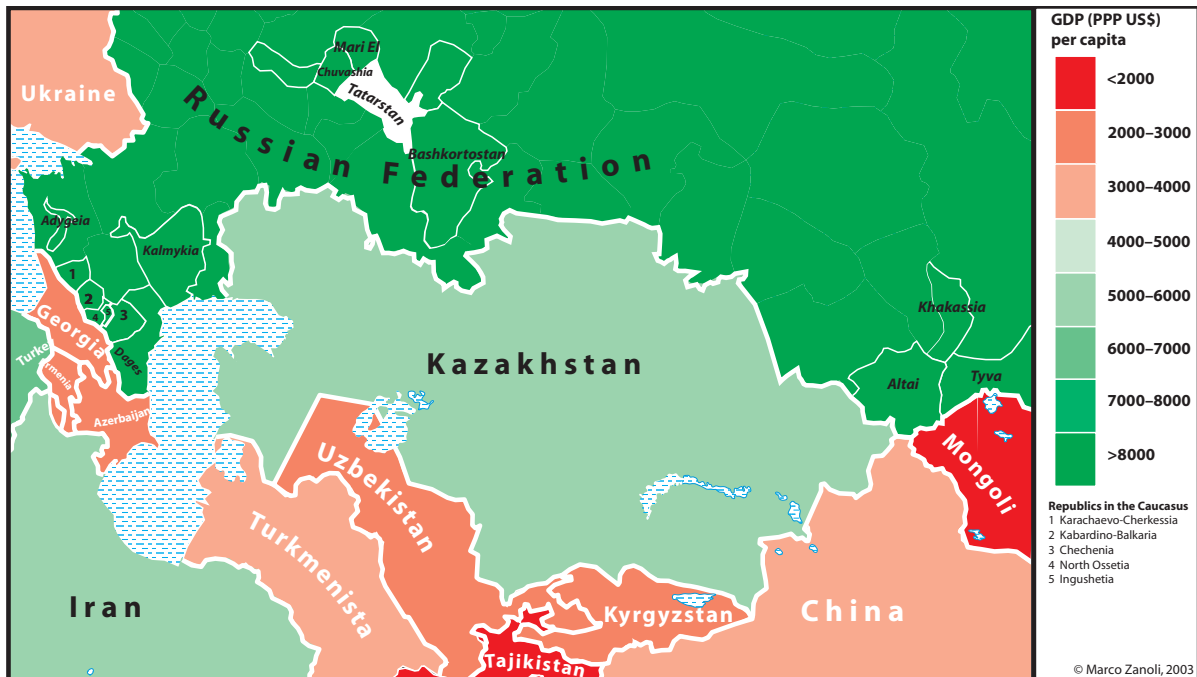 GDP (PPP US$)
per capita
<2000
2000–3000
3000–4000
4000–5000
5000–6000
6000–7000
7000–8000
>8000
Republics in the Caucasus
1 Karachaevo-Cherkessia
2 Kabardino-Balkaria
3 Chechenia
4 North Ossetia
5 Ingushetia
© Marco Zanoli, 2003
Ukraine
Mari El
Chuvashia
Tatarstan
Bashkortostan
Russian Federation
Adygeia
Kalmykia
1
2
3
4
5
Georgia
Dages
Turke
rmenia
Azerbaijan
Kazakhstan
Khakassia
Altai
Tyva
Mongoli
Uzbekistan
Turkmenista
Iran
Kyrgyzstan
China
Tajikistan